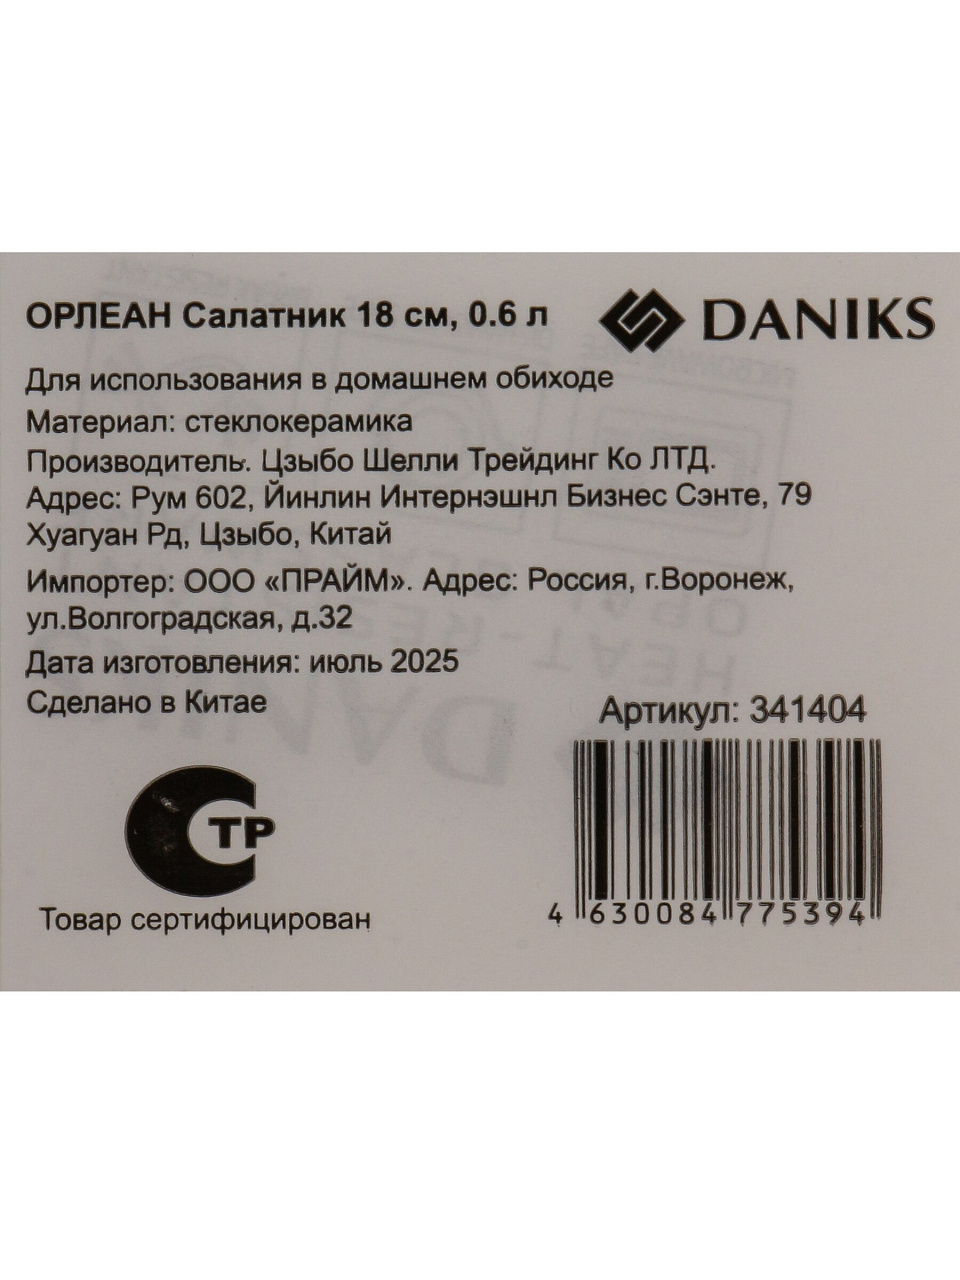 ОРЛЕАН Салатник 18 см, 0.6 л
DANIKS
Для использования в домашнем обиходе
Материал: стеклокерамика
Производитель. Цзыбо Шелли Трейдинг Ко ЛТД.
Адрес: Рум 602, Йинлин Интернэшнл Бизнес Сэнте, 79
Хуагуан Рд, Цзыбо, Китай
Импортер: ООО «ПРАЙМ». Адрес: Россия, г.Воронеж,
ул.Волгоградская, д.32
Дата изготовления: июль 2025
Сделано в Китае
Артикул: 341404
4 630084 775394
СТР
Товар сертифицирован